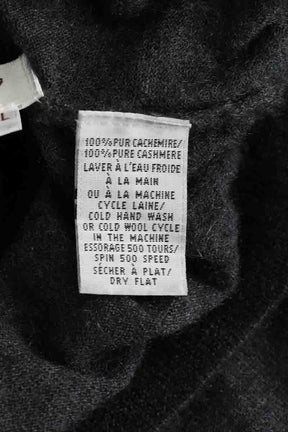 L
100% PUR CACHEMIRE/
100% PURE CASHMERE
LAVER À L'EAU FROIDE
À LA MAIN
OU À LA MACHINE
CYCLE LAINE/
COLD HAND WASH
OR COLD WOOL CYCLE
IN THE MACHINE
ESSORAGE 500 TOURS/
SPIN 500 SPEED
SÉCHER À PLAT/
DRY FLAT